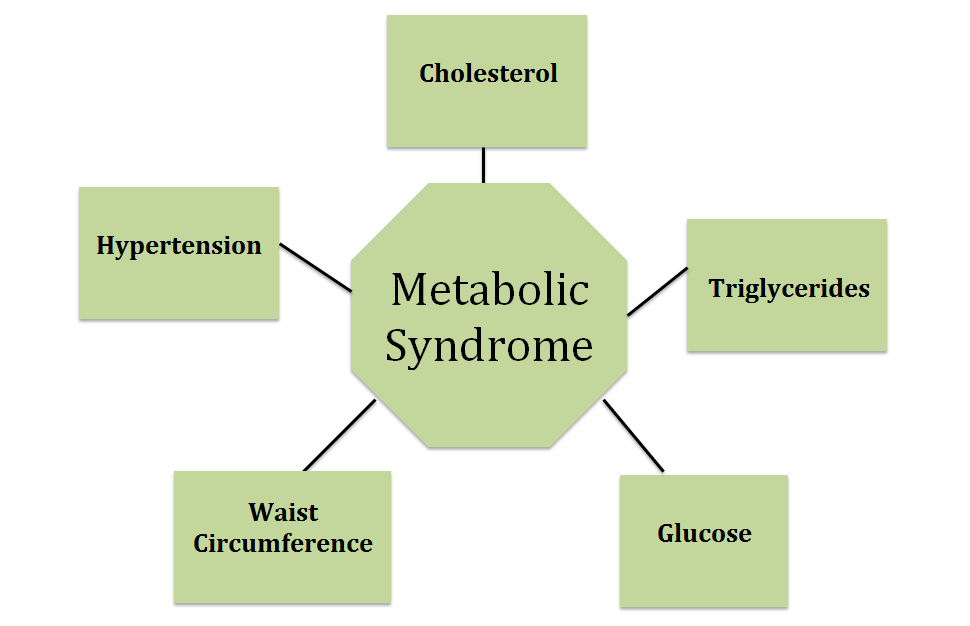 Cholesterol
Hypertension
Metabolic
Syndrome
Triglycerides
Waist
Circumference
Glucose